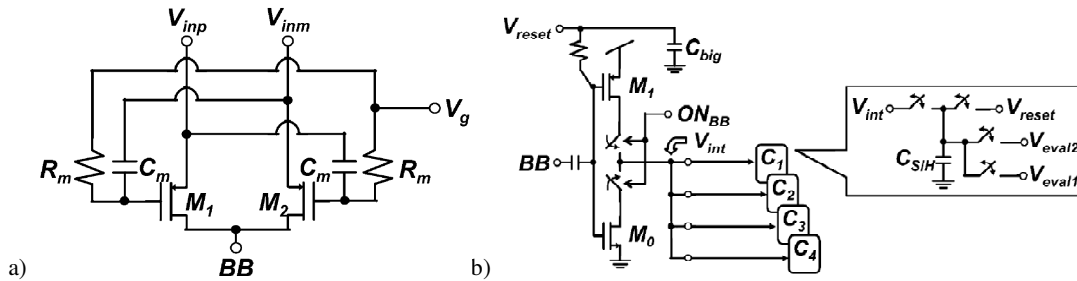 V_inp V_inm
V_g
R_m C_m C_m R_m
M_1 M_2
BB
a)
V_reset
C_big
M_1
ON_BB
V_int
BB
M_0
C_1
C_2
C_3
C_4
V_int V_reset
C_S/H V_eval2
V_eval1
b)